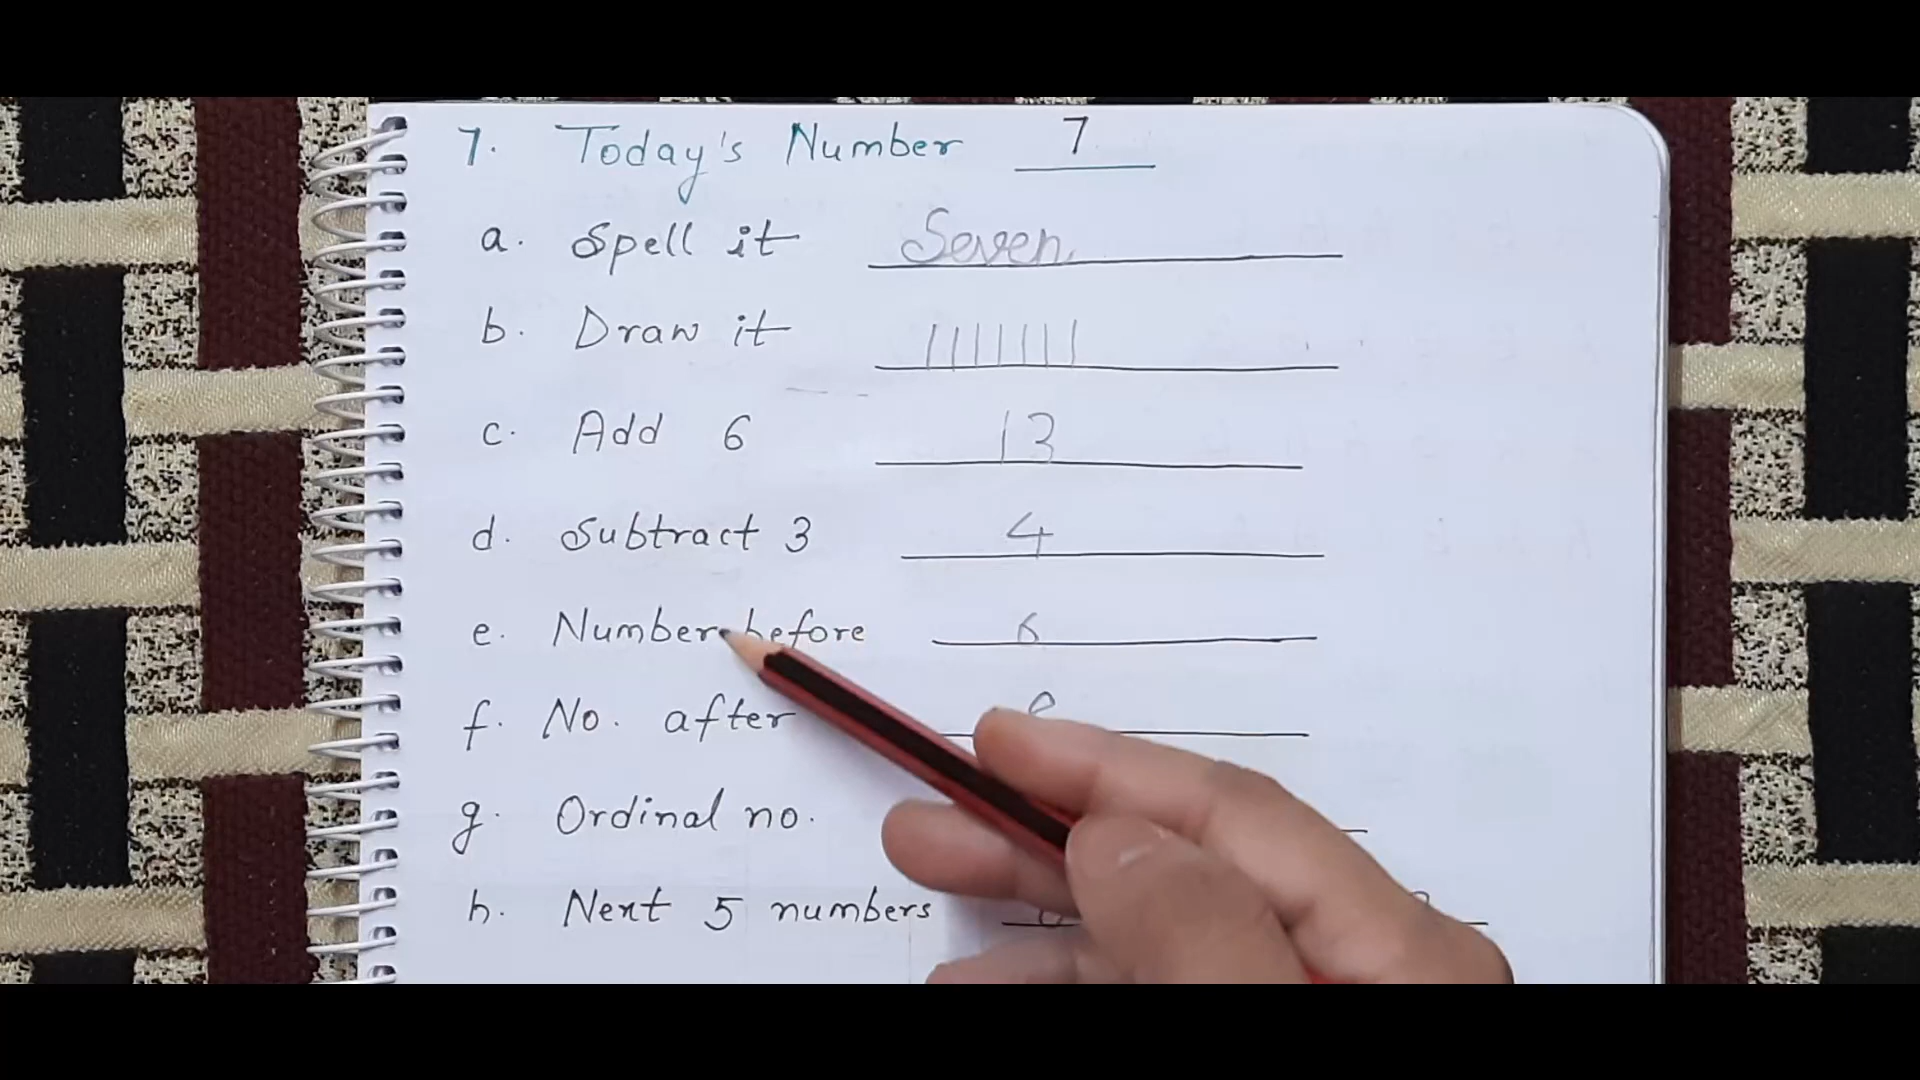 7. Today's Number 7
a. Spell it Seven
b. Draw it
c. Add 6 13
d. Subtract 3 4
e. Number before 6
f. No. after
g. Ordinal no.
h. Next 5 numbers